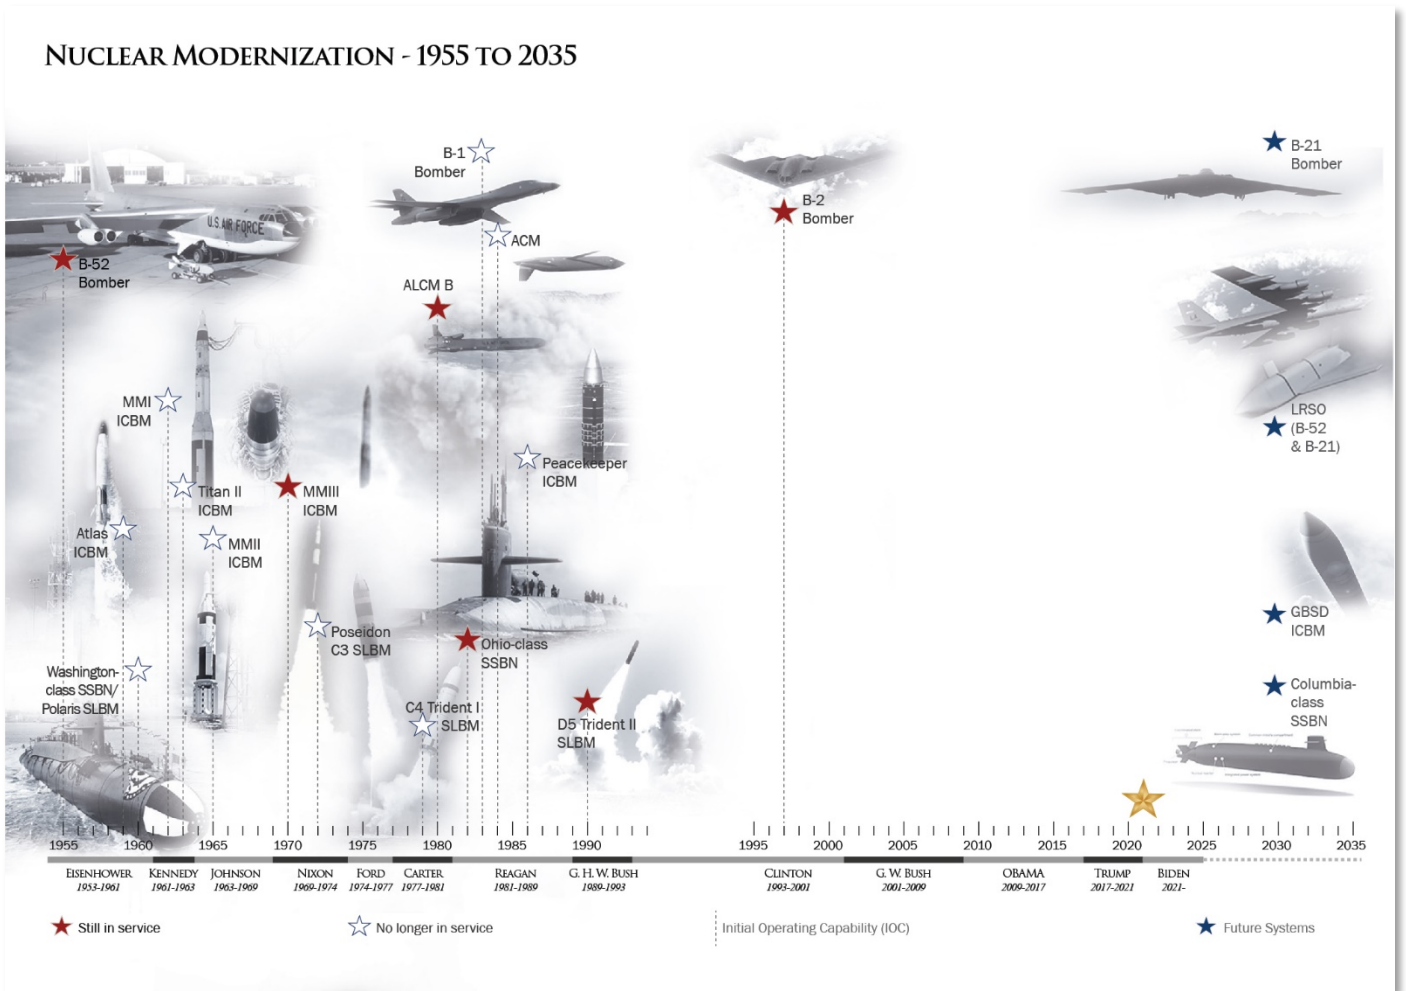 NUCLEAR MODERNIZATION - 1955 TO 2035
B-1
Bomber
B-21
Bomber
B-2
Bomber
U.S. AIR FORCE
ACM
B-52
Bomber
ALCM B
MMI
ICBM
LRSO
(B-52
& B-21)
Peacekeeper
ICBM
Titan II
ICBM
MMIII
ICBM
Atlas
ICBM
MMII
ICBM
GBSD
ICBM
Poseidon
C3 SLBM
Ohio-class
SSBN
Washington-
class SSBN/
Polaris SLBM
Columbia-
class
SSBN
C4 Trident I
SLBM
D5 Trident II
SLBM
1955 1960 1965 1970 1975 1980 1985 1990 1995 2000 2005 2010 2015 2020 2025 2030 2035
EISENHOWER KENNEDY JOHNSON NIXON FORD CARTER REAGAN G. H. W. BUSH CLINTON G. W. BUSH OBAMA TRUMP BIDEN
1953-1961 1961-1963 1963-1969 1969-1974 1974-1977 1977-1981 1981-1989 1989-1993 1993-2001 2001-2009 2009-2017 2017-2021 2021-
Still in service No longer in service Initial Operating Capability (IOC) Future Systems